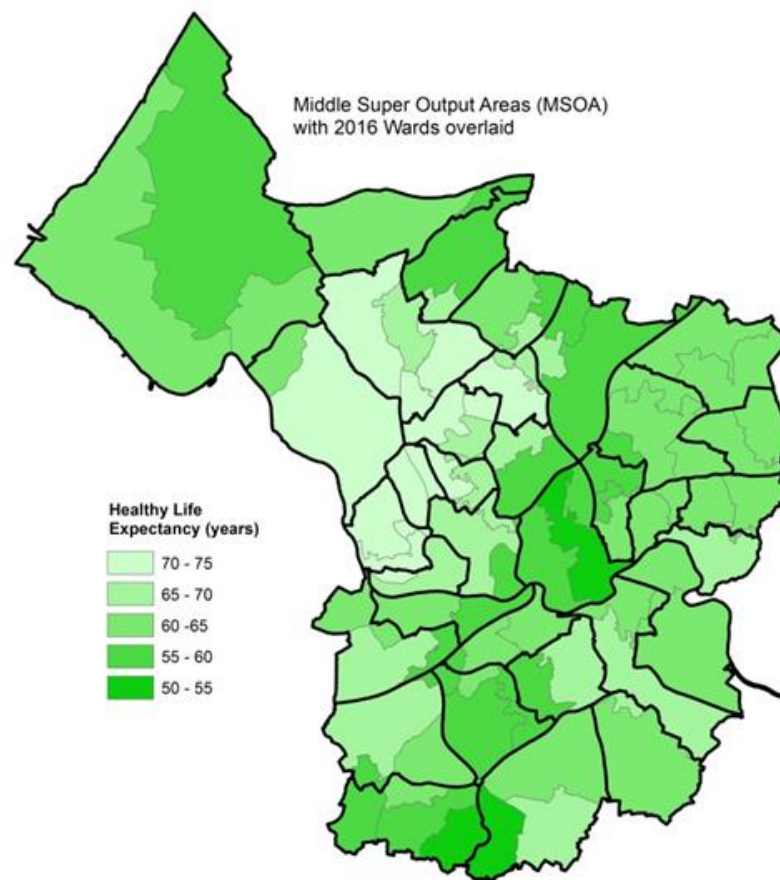 Middle Super Output Areas (MSOA)
with 2016 Wards overlaid
Healthy Life
Expectancy (years)
70 - 75
65 - 70
60 -65
55 - 60
50 - 55